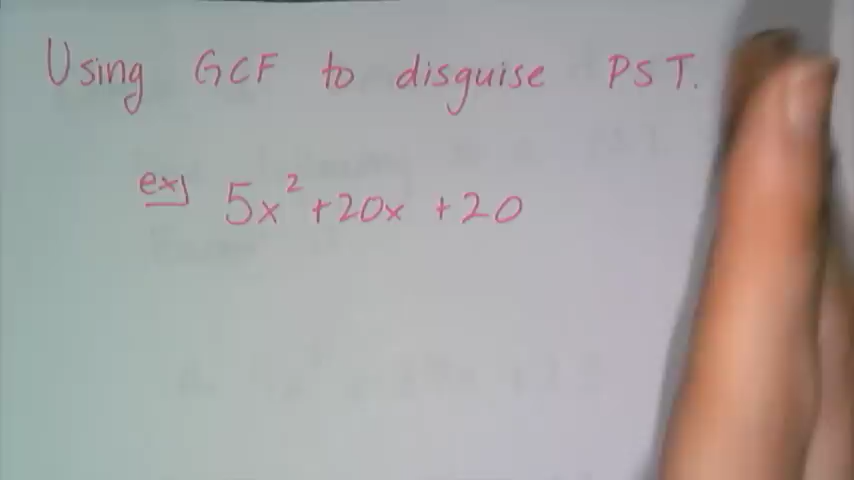 Using GCF to disguise PST.
ex) 5x² + 20x + 20